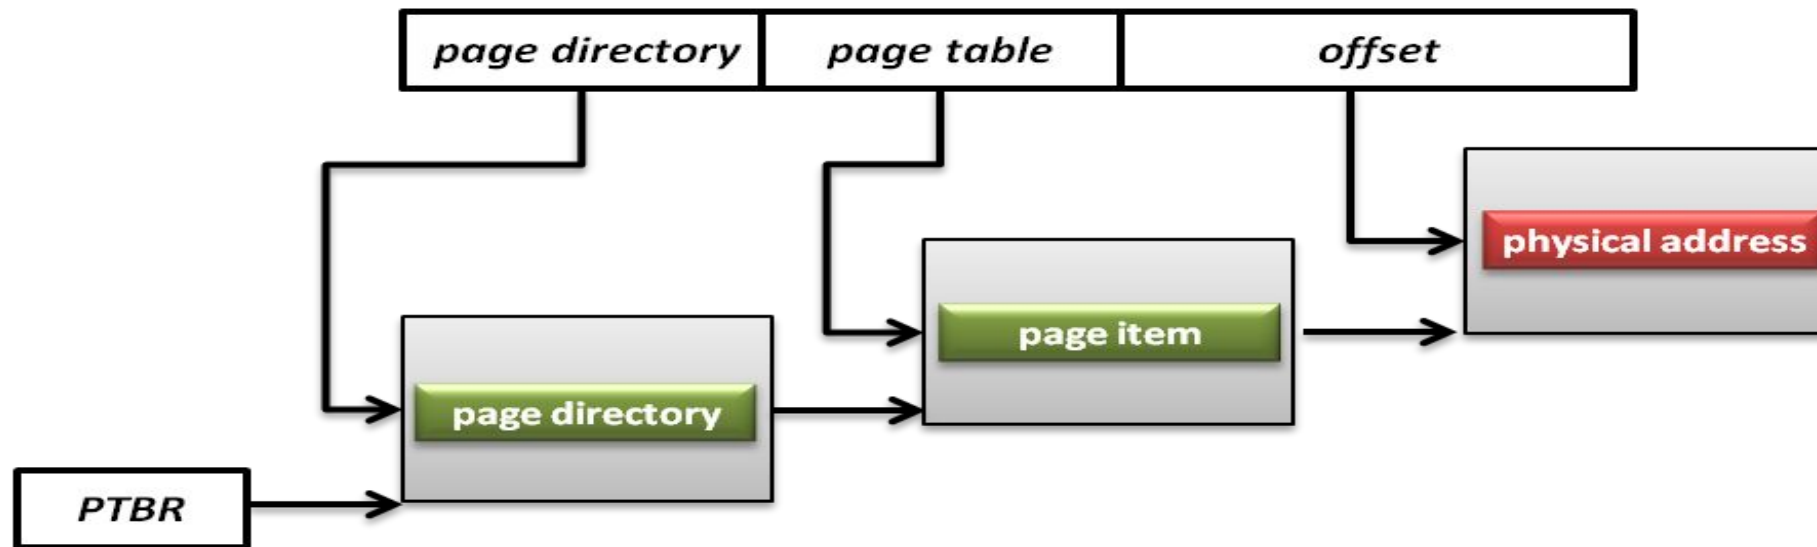 page directory
page table
offset
physical address
page item
page directory
PTBR